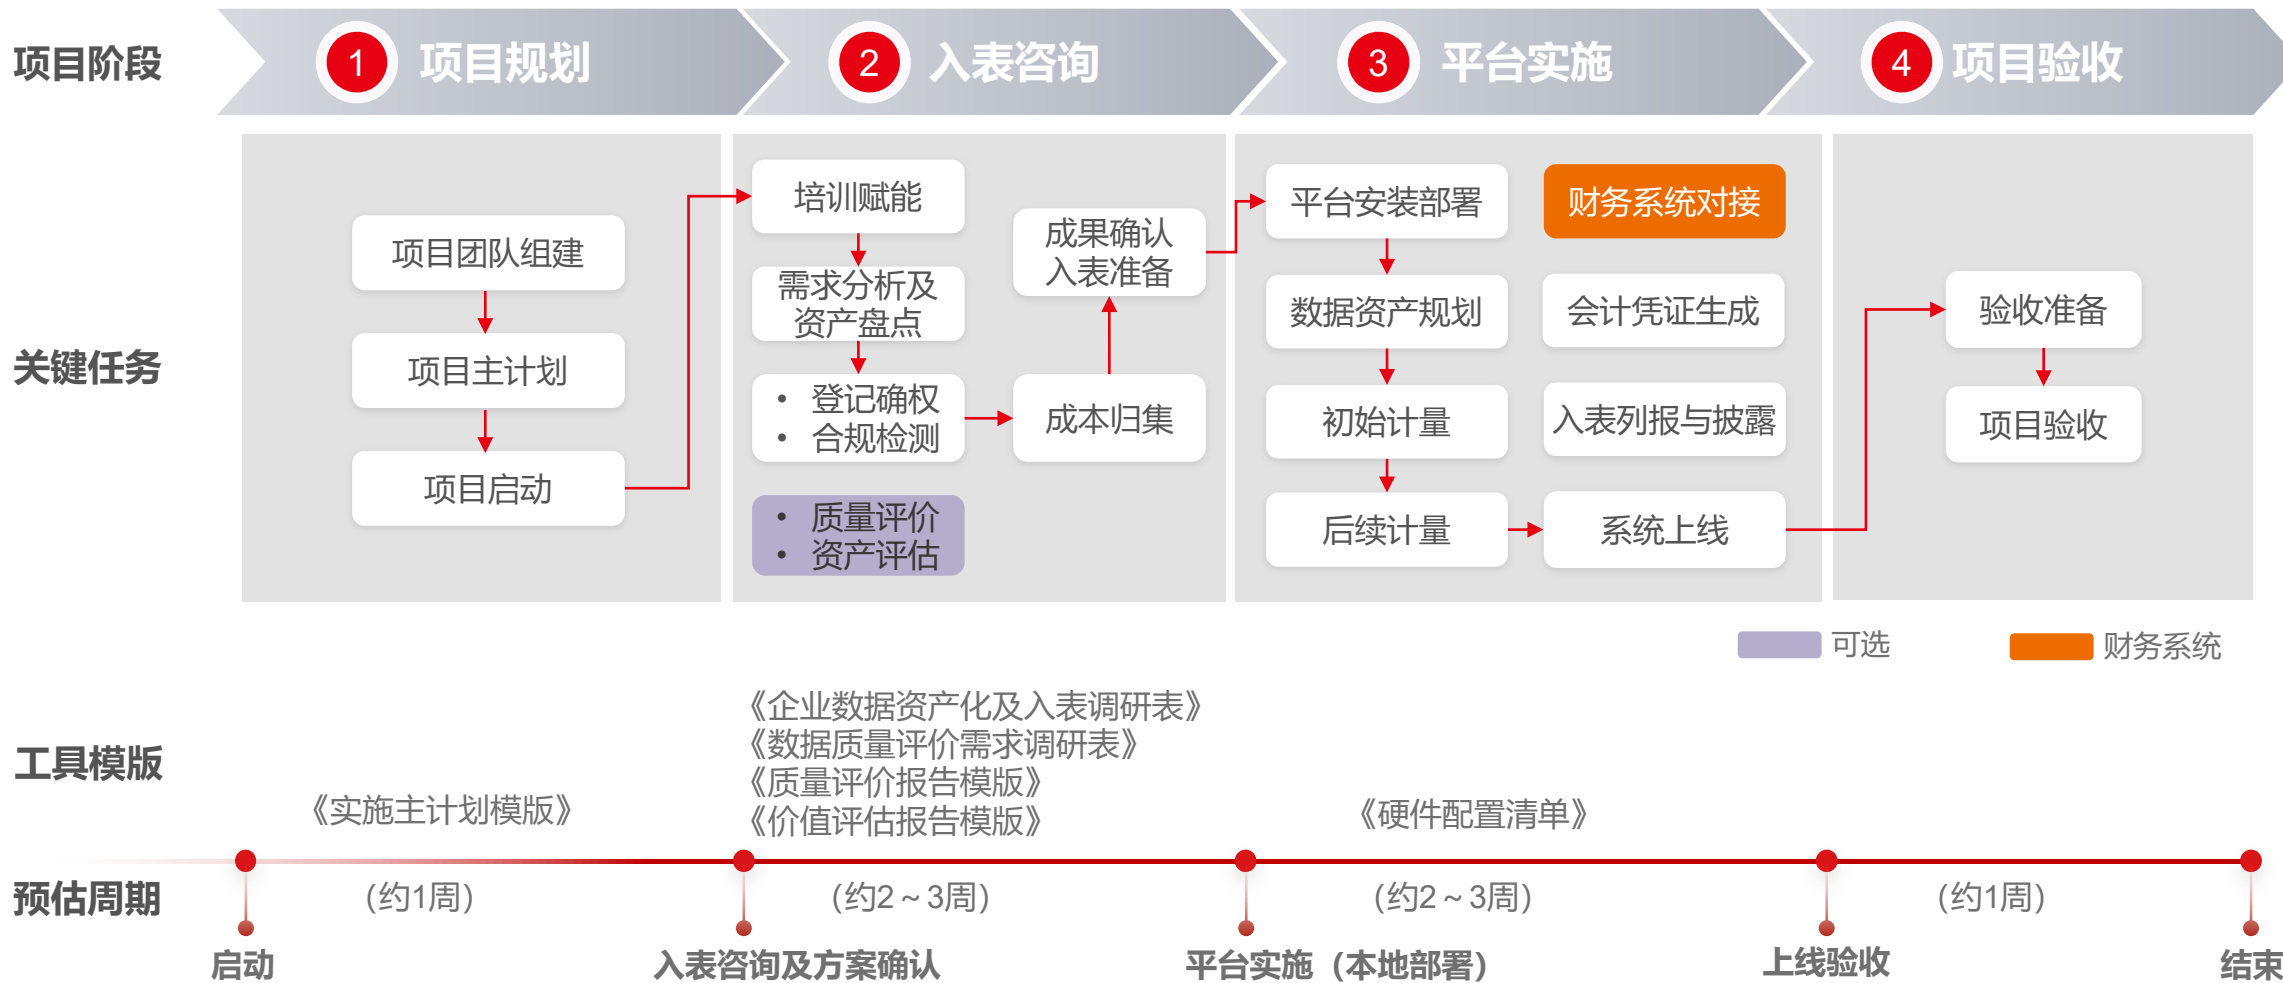 项目阶段
1 项目规划
2 入表咨询
3 平台实施
4 项目验收
关键任务
项目团队组建
项目主计划
项目启动
培训赋能
需求分析及
资产盘点
• 登记确权
• 合规检测
• 质量评价
• 资产评估
成果确认
入表准备
成本归集
平台安装部署
数据资产规划
初始计量
后续计量
财务系统对接
会计凭证生成
入表列报与披露
系统上线
验收准备
项目验收
可选
财务系统
工具模版
《实施主计划模版》
《企业数据资产化及入表调研表》
《数据质量评价需求调研表》
《质量评价报告模版》
《价值评估报告模版》
《硬件配置清单》
预估周期
（约1周）
（约2～3周）
（约2～3周）
（约1周）
启动
入表咨询及方案确认
平台实施（本地部署）
上线验收
结束